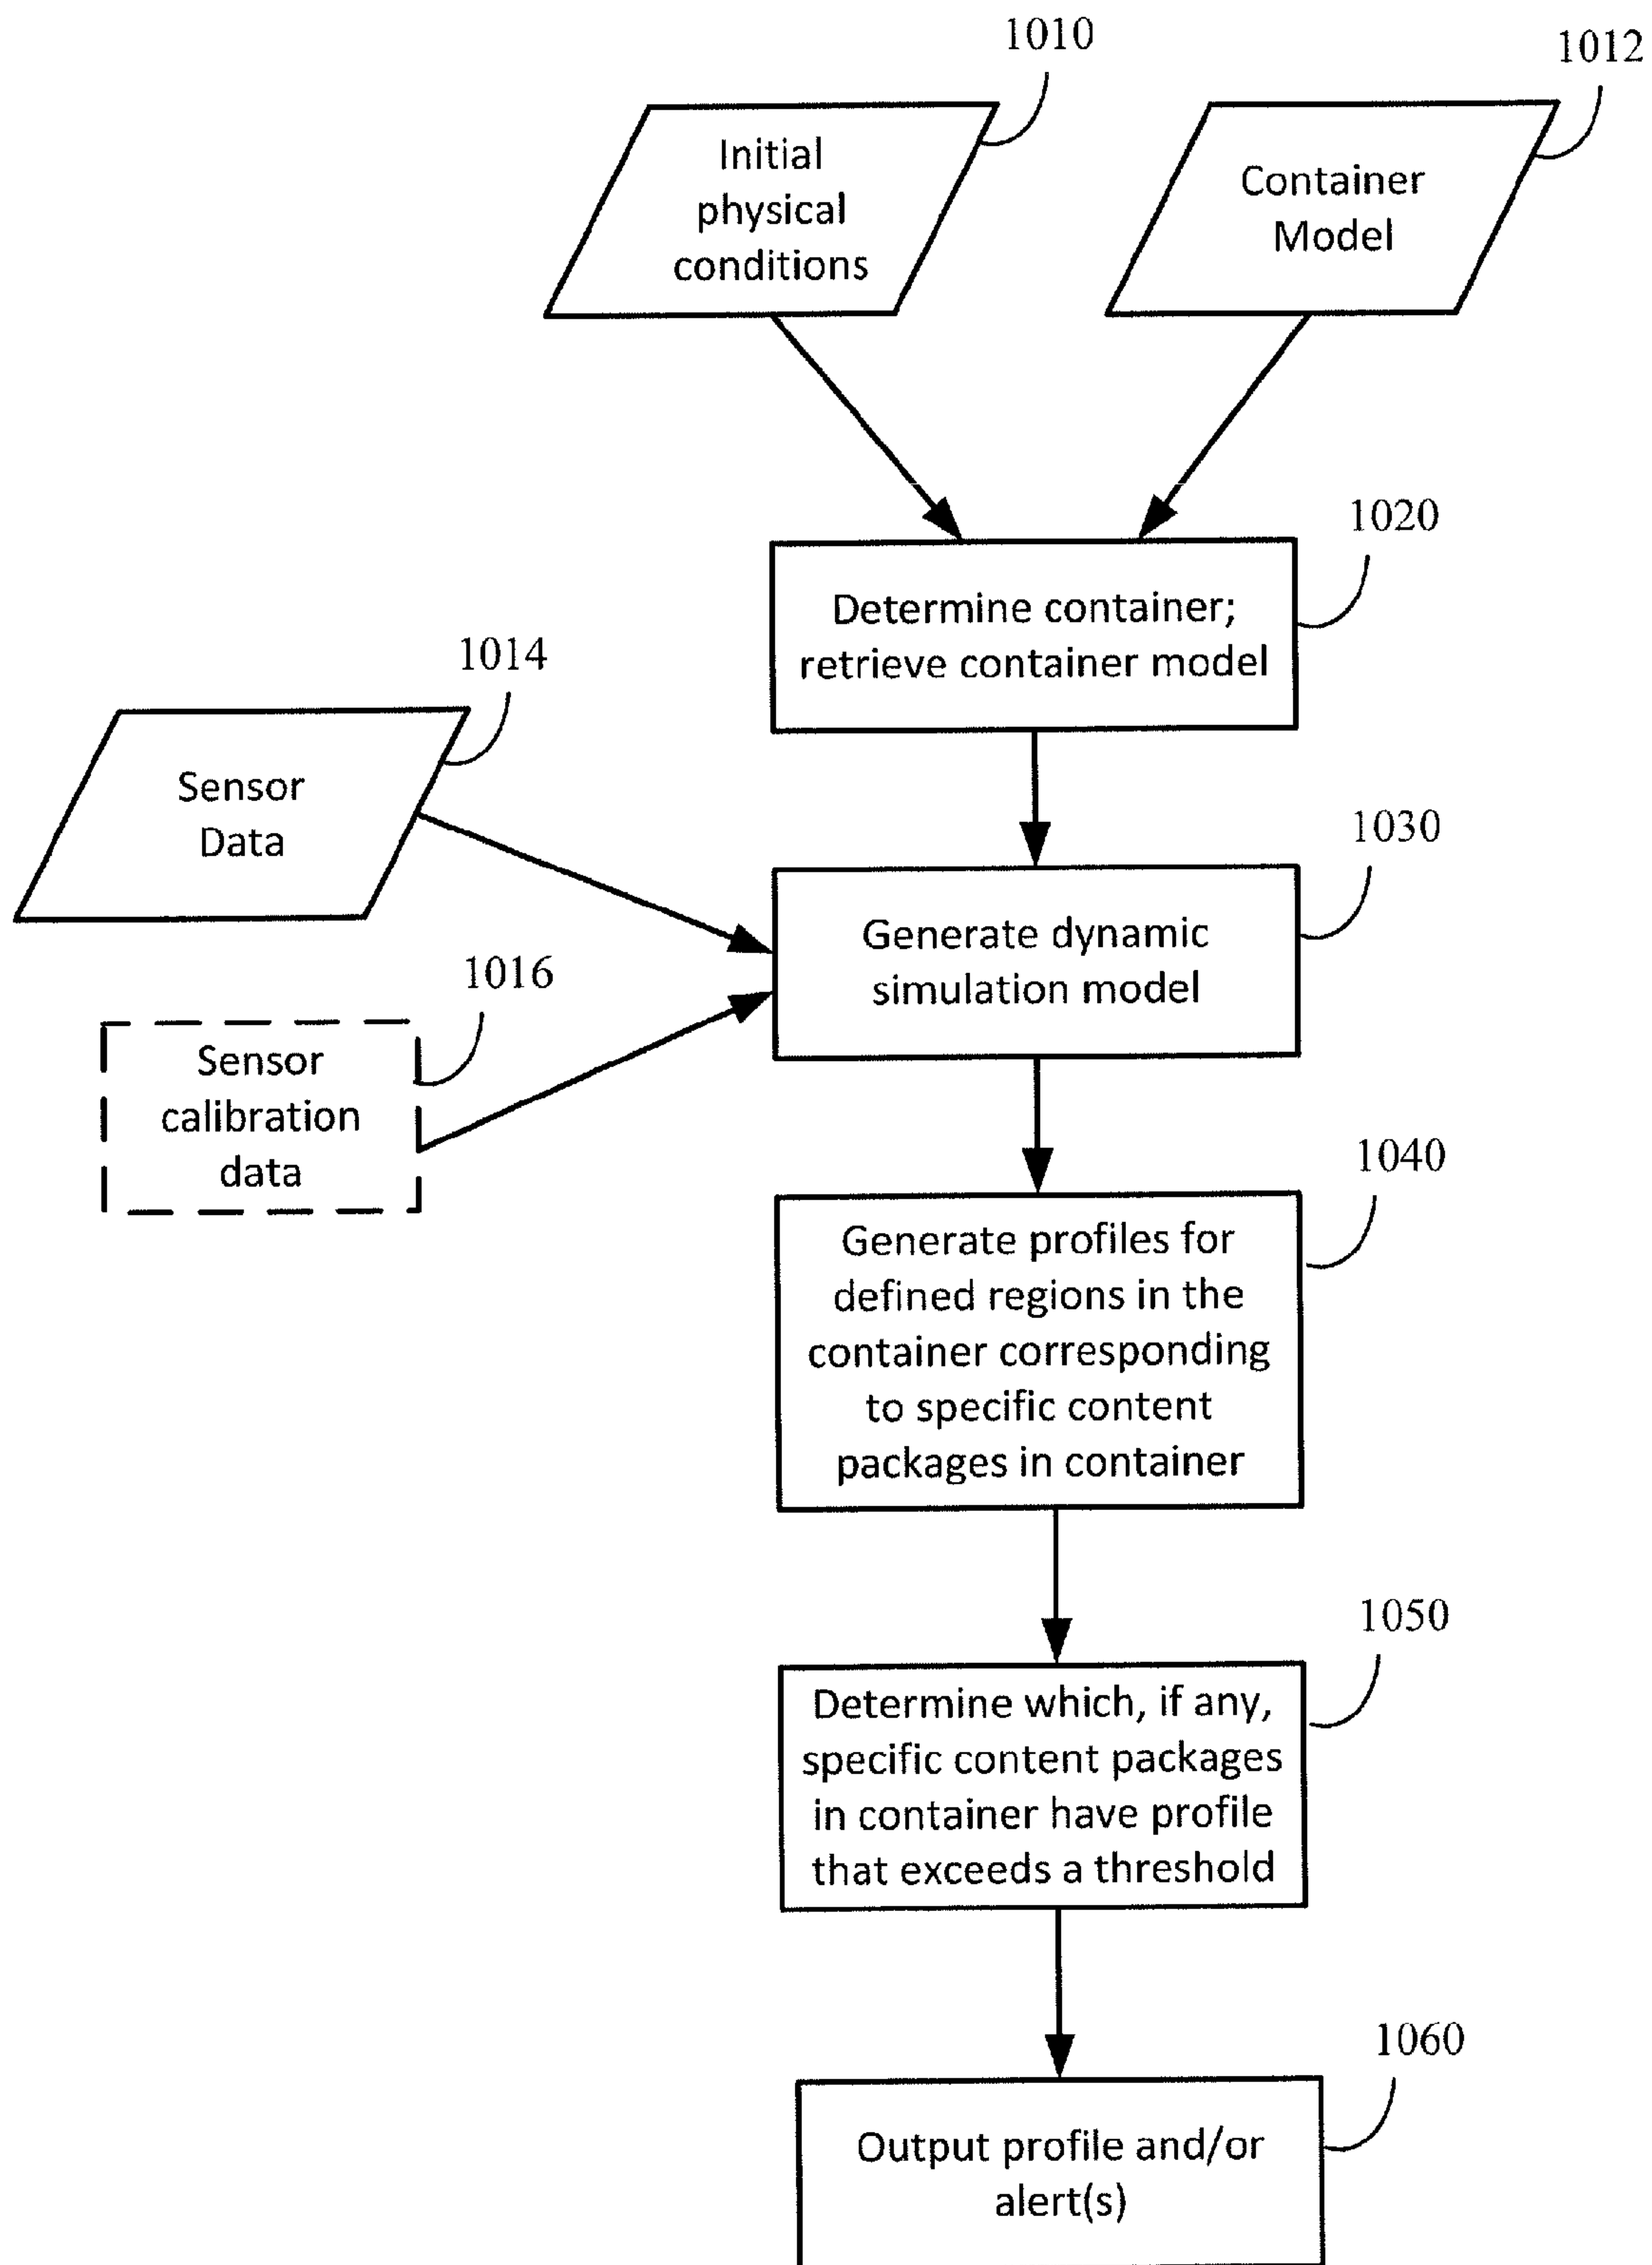 1010
1012
Initial
physical
conditions
Container
Model
1020
Determine container;
retrieve container model
1014
Sensor
Data
1030
Generate dynamic
simulation model
1016
Sensor
calibration
data
1040
Generate profiles for
defined regions in the
container corresponding
to specific content
packages in container
1050
Determine which, if any,
specific content packages
in container have profile
that exceeds a threshold
1060
Output profile and/or
alert(s)